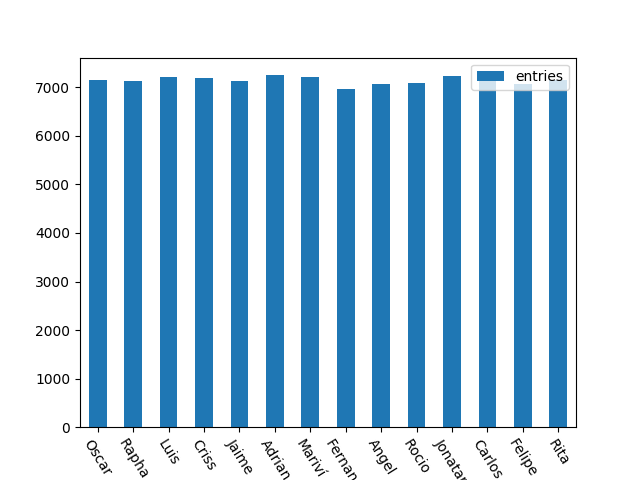 entries
7000
6000
5000
4000
3000
2000
1000
0
Oscar
Rapha
Luis
Criss
Jaime
Adrian
Mariví
Fernan
Angel
Rocio
Jonatar
Carlos
Felipe
Rita